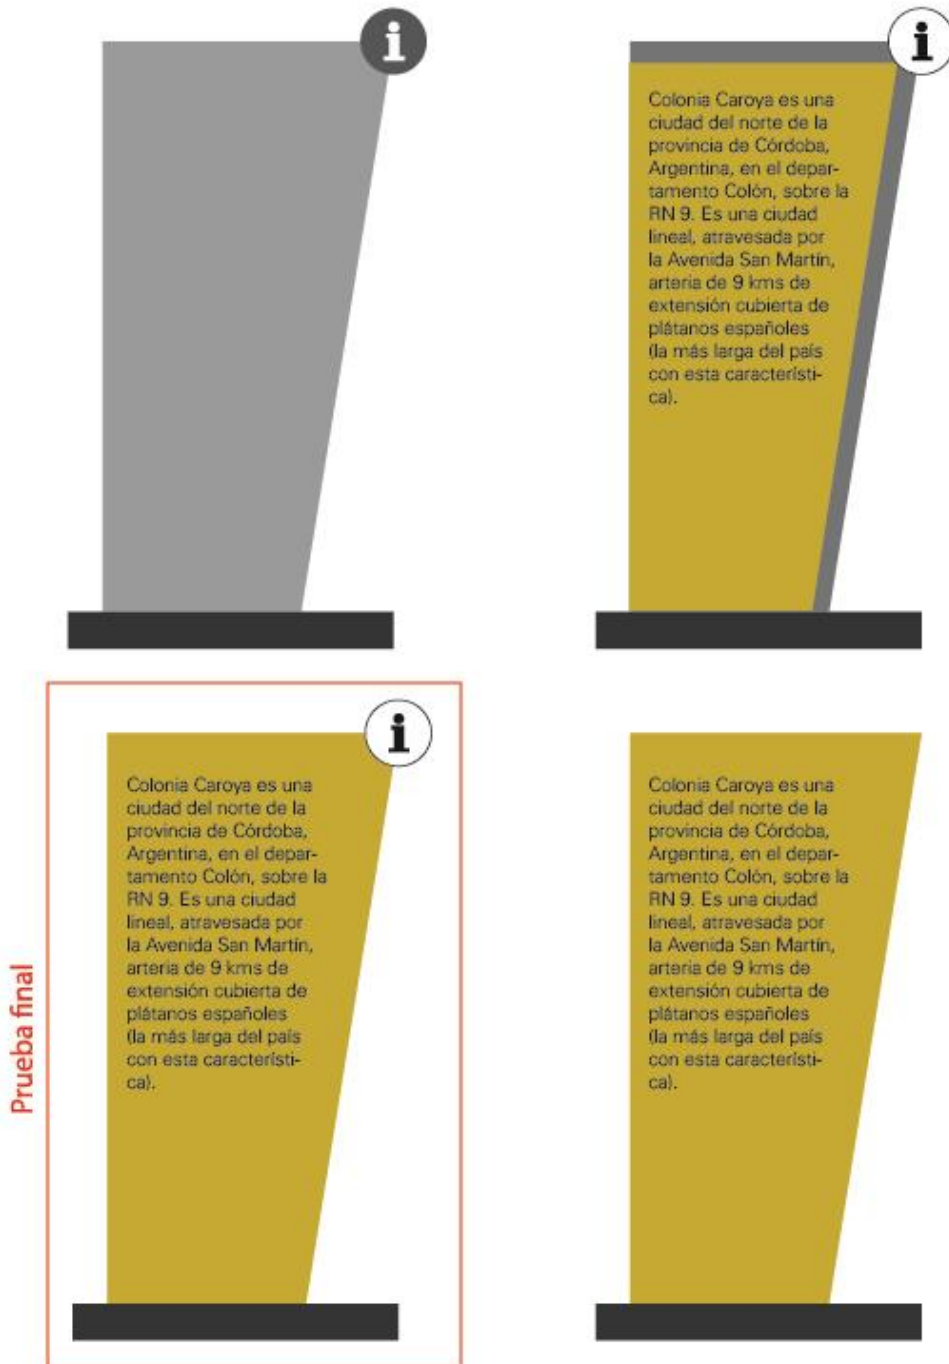 i
i
Colonia Caroya es una
ciudad del norte de la
provincia de Córdoba,
Argentina, en el depar-
tamento Colón, sobre la
RN 9. Es una ciudad
lineal, atravesada por
la Avenida San Martín,
arteria de 9 kms de
extensión cubierta de
plátanos españoles
(la más larga del país
con esta característi-
ca).
Prueba final
i
Colonia Caroya es una
ciudad del norte de la
provincia de Córdoba,
Argentina, en el depar-
tamento Colón, sobre la
RN 9. Es una ciudad
lineal, atravesada por
la Avenida San Martín,
arteria de 9 kms de
extensión cubierta de
plátanos españoles
(la más larga del país
con esta característi-
ca).
Colonia Caroya es una
ciudad del norte de la
provincia de Córdoba,
Argentina, en el depar-
tamento Colón, sobre la
RN 9. Es una ciudad
lineal, atravesada por
la Avenida San Martín,
arteria de 9 kms de
extensión cubierta de
plátanos españoles
(la más larga del país
con esta característi-
ca).